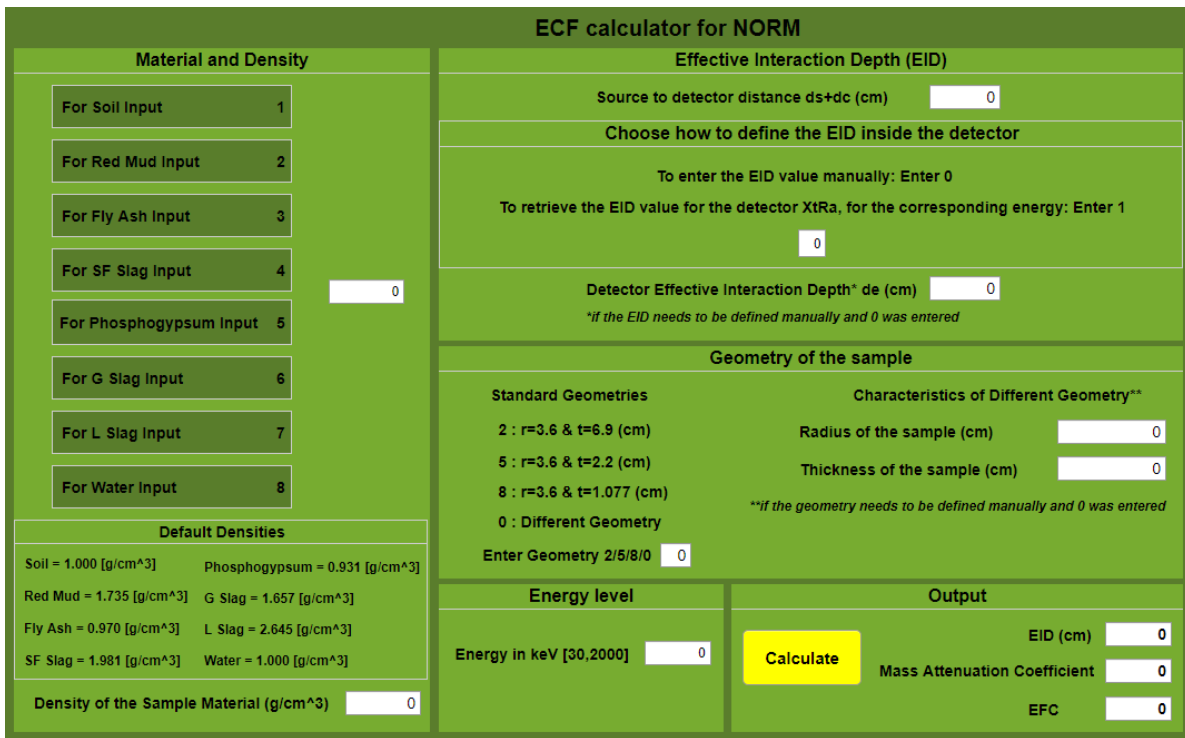 ECF calculator for NORM
Material and Density
For Soil Input 1
For Red Mud Input 2
For Fly Ash Input 3
For SF Slag Input 4
For Phosphogypsum Input 5
For G Slag Input 6
For L Slag Input 7
For Water Input 8
0
Default Densities
Soil = 1.000 [g/cm^3] Phosphogypsum = 0.931 [g/cm^3]
Red Mud = 1.735 [g/cm^3] G Slag = 1.657 [g/cm^3]
Fly Ash = 0.970 [g/cm^3] L Slag = 2.645 [g/cm^3]
SF Slag = 1.981 [g/cm^3] Water = 1.000 [g/cm^3]
Density of the Sample Material (g/cm^3) 0
Effective Interaction Depth (EID)
Source to detector distance ds+dc (cm) 0
Choose how to define the EID inside the detector
To enter the EID value manually: Enter 0
To retrieve the EID value for the detector XtRa, for the corresponding energy: Enter 1
0
Detector Effective Interaction Depth* de (cm) 0
*if the EID needs to be defined manually and 0 was entered
Geometry of the sample
Standard Geometries
2 : r=3.6 & t=6.9 (cm)
5 : r=3.6 & t=2.2 (cm)
8 : r=3.6 & t=1.077 (cm)
0 : Different Geometry
Enter Geometry 2/5/8/0 0
Characteristics of Different Geometry**
Radius of the sample (cm) 0
Thickness of the sample (cm) 0
**if the geometry needs to be defined manually and 0 was entered
Energy level
Energy in keV [30,2000] 0
Output
Calculate
EID (cm) 0
Mass Attenuation Coefficient 0
EFC 0